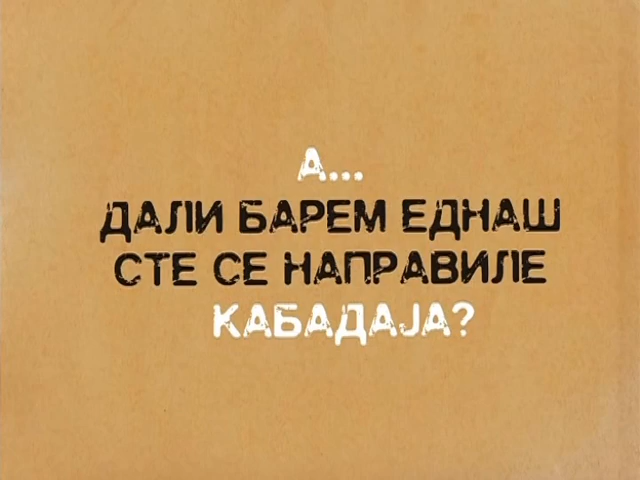 А...
ДАЛИ БАРЕМ ЕДНАШ
СТЕ СЕ НАПРАВИЛЕ
КАБАДАЈА?